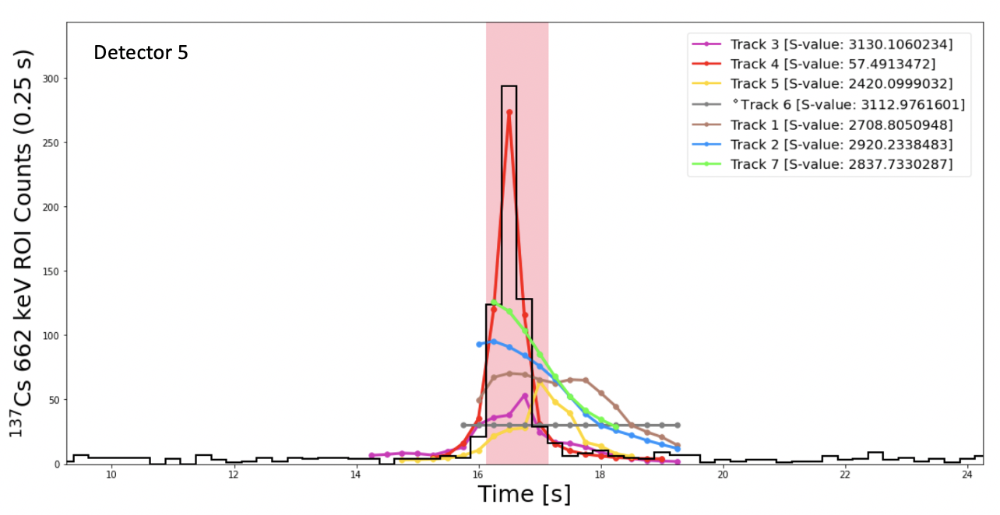 Detector 5
Track 3 [S-value: 3130.1060234]
Track 4 [S-value: 57.4913472]
Track 5 [S-value: 2420.0999032]
°Track 6 [S-value: 3112.9761601]
Track 1 [S-value: 2708.8050948]
Track 2 [S-value: 2920.2338483]
Track 7 [S-value: 2837.7330287]
¹³⁷Cs 662 keV ROI Counts (0.25 s)
300
250
200
150
100
50
0
10 12 14 16 18 20 22 24
Time [s]